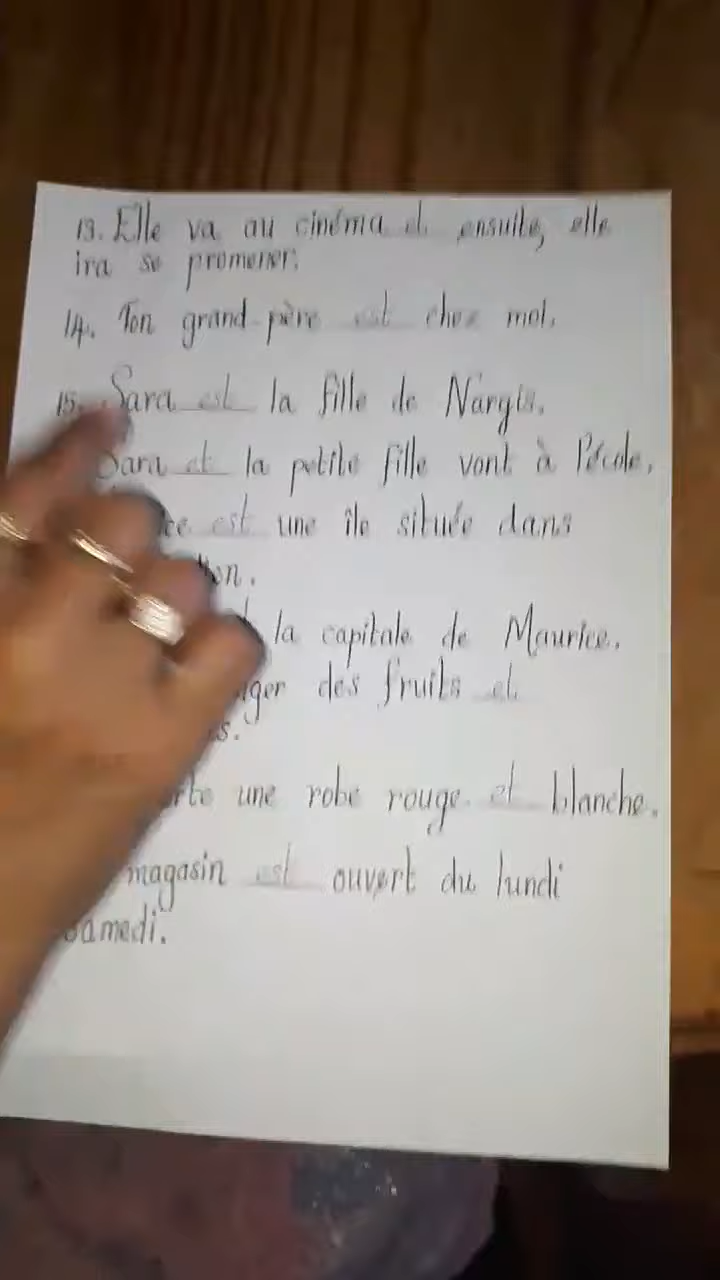 13. Elle va au cinéma et ensuite, elle
ira se promener.
14. Ton grand-père est chez moi.
15. Sara est la fille de Nargis.
Sara et la petite fille vont à l'école.
est une île située dans
la capitale de Maurice.
des fruits et
une robe rouge et blanche.
magasin est ouvert du lundi
samedi.